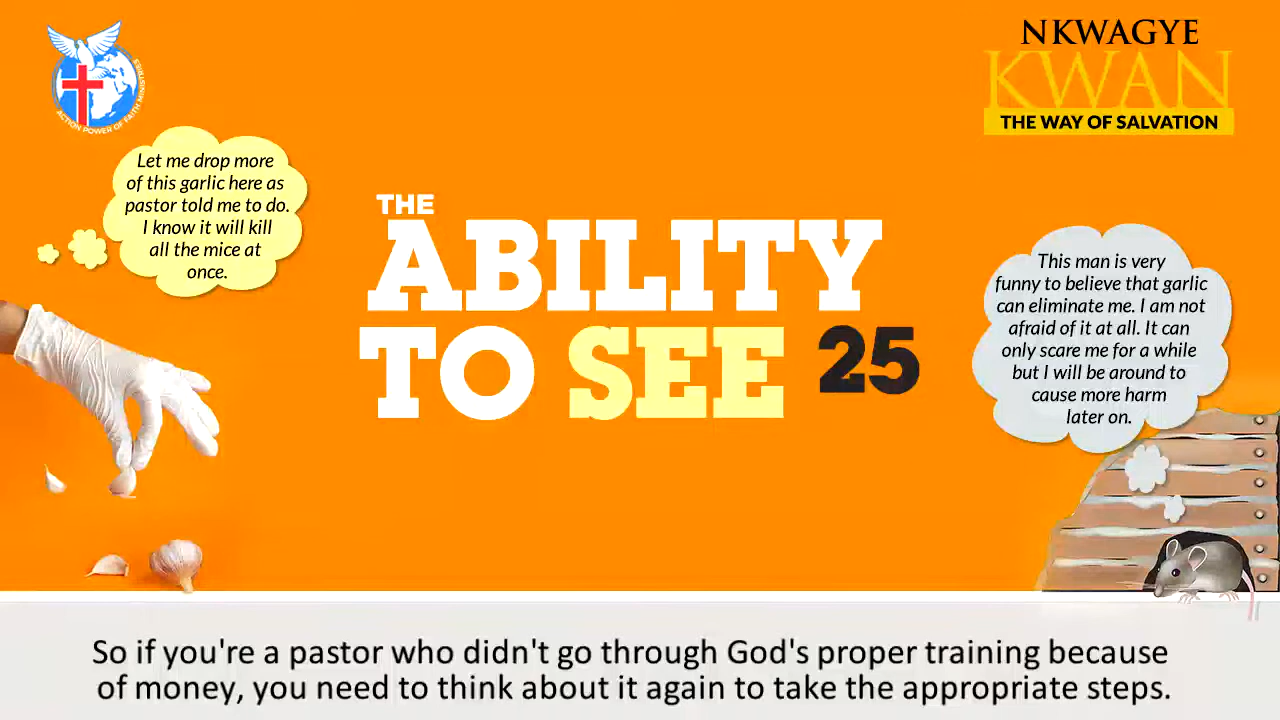 ACTION POWER OF FAITH MINISTRIES
NKWAGYE
KWAN
THE WAY OF SALVATION
Let me drop more
of this garlic here as
pastor told me to do.
I know it will kill
all the mice at
once.
THE
ABILITY
TO SEE 25
This man is very
funny to believe that garlic
can eliminate me. I am not
afraid of it at all. It can
only scare me for a while
but I will be around to
cause more harm
later on.
So if you're a pastor who didn't go through God's proper training because
of money, you need to think about it again to take the appropriate steps.